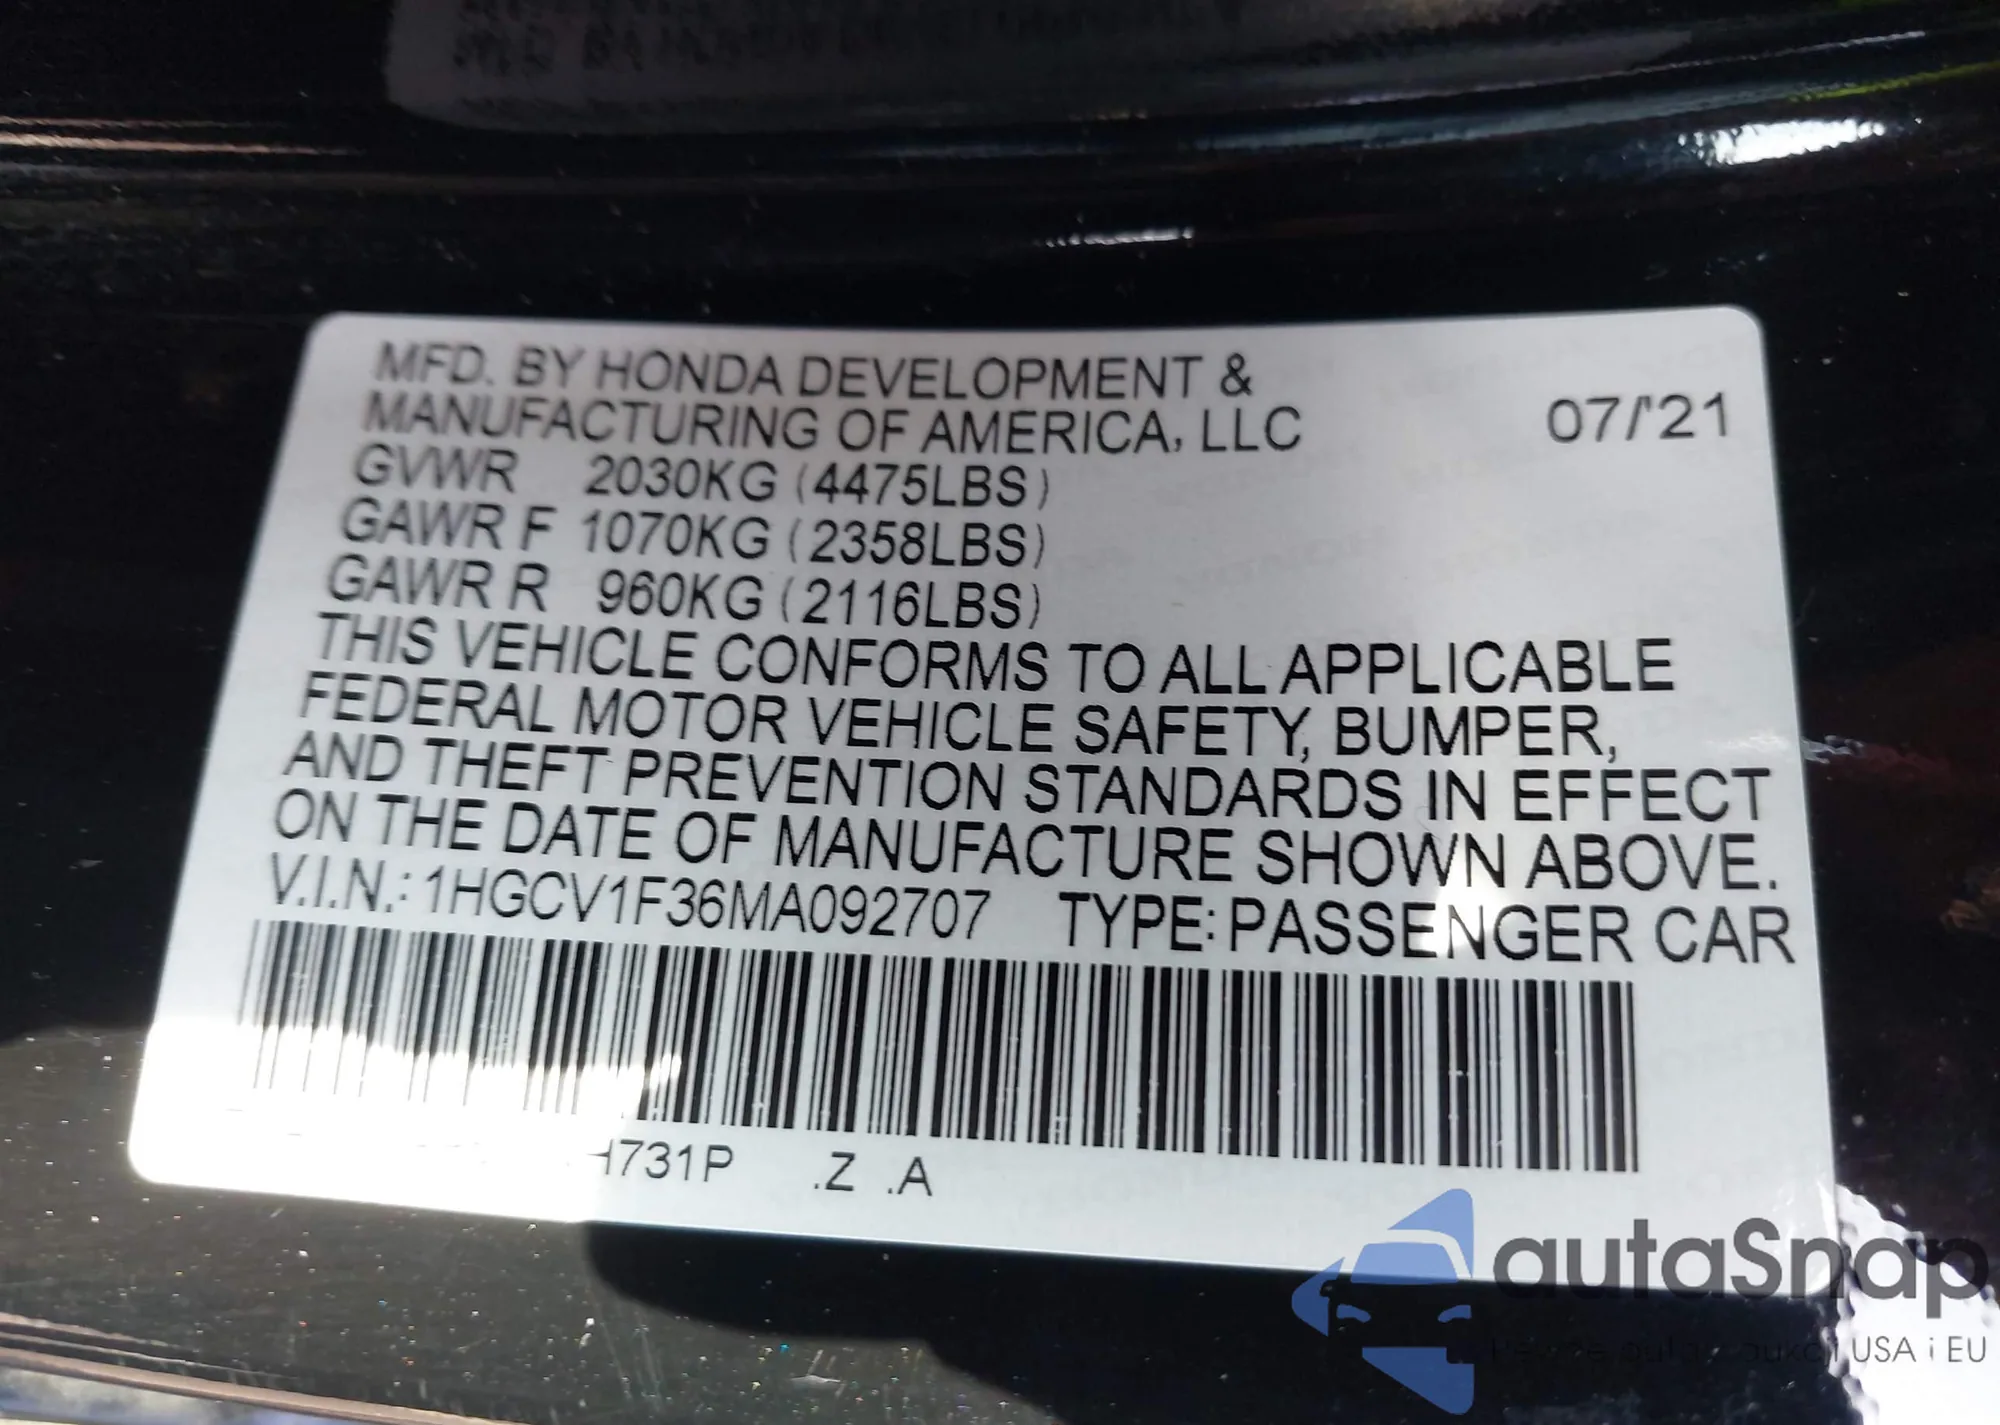 MFD. BY HONDA DEVELOPMENT &
MANUFACTURING OF AMERICA, LLC 07/'21
GVWR 2030KG (4475LBS)
GAWR F 1070KG (2358LBS)
GAWR R 960KG (2116LBS)
THIS VEHICLE CONFORMS TO ALL APPLICABLE
FEDERAL MOTOR VEHICLE SAFETY, BUMPER,
AND THEFT PREVENTION STANDARDS IN EFFECT
ON THE DATE OF MANUFACTURE SHOWN ABOVE.
V.I.N.: 1HGCV1F36MA092707 TYPE: PASSENGER CAR
H731P .Z .A
autaSnap
USA i EU